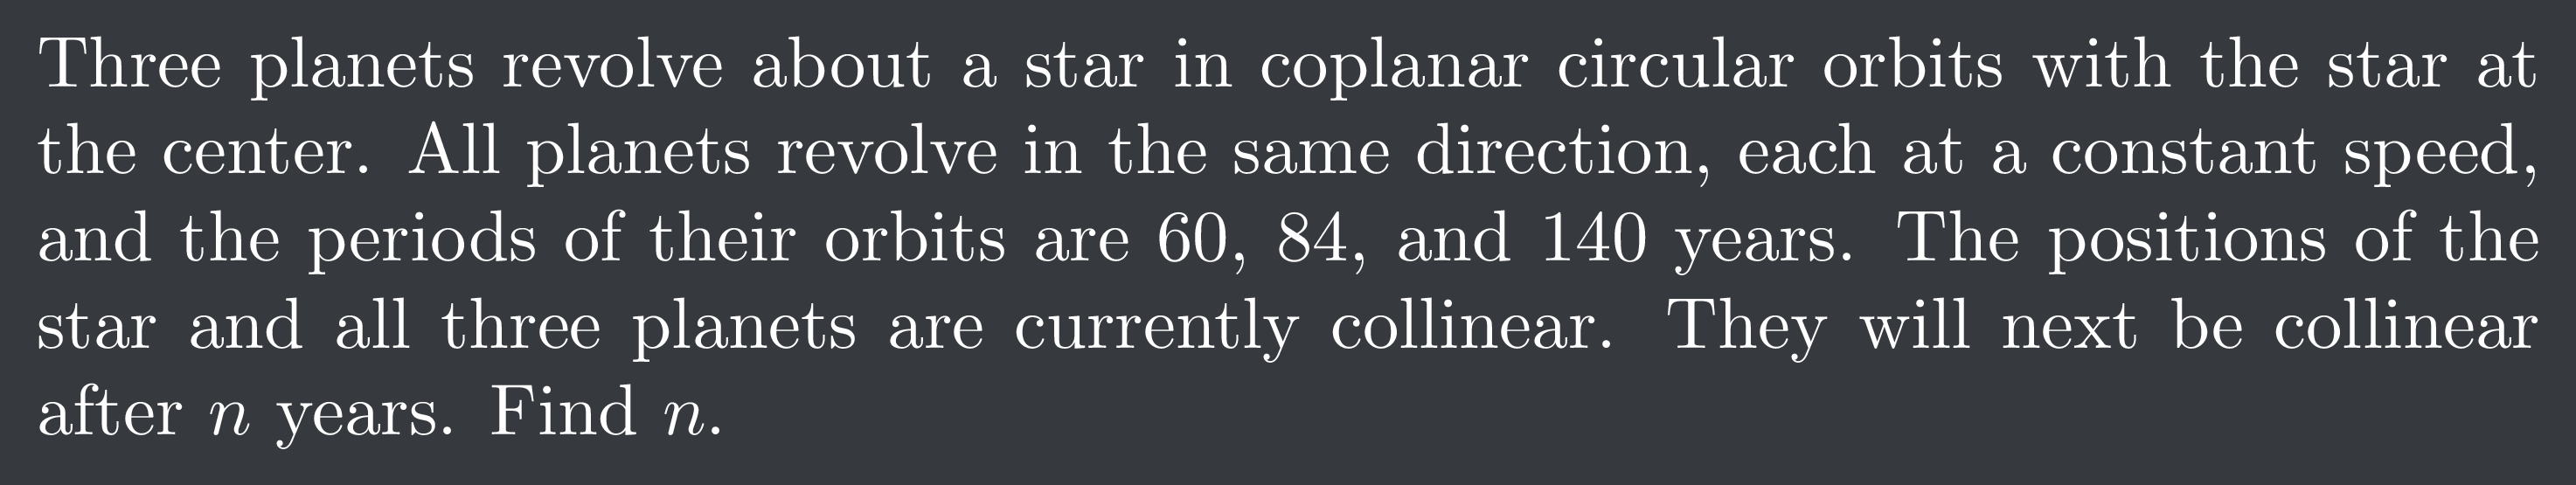 Three planets revolve about a star in coplanar circular orbits with the star at
the center. All planets revolve in the same direction, each at a constant speed,
and the periods of their orbits are 60, 84, and 140 years. The positions of the
star and all three planets are currently collinear. They will next be collinear
after n years. Find n.